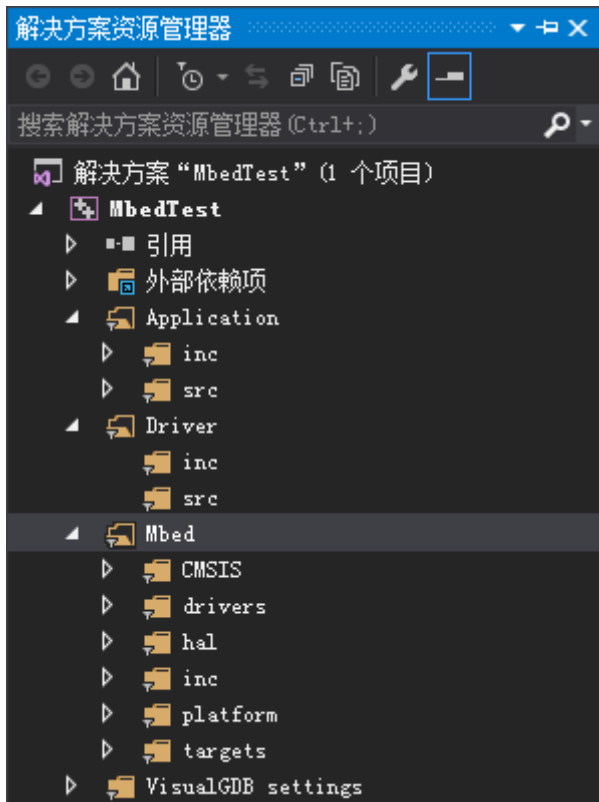 解决方案资源管理器
搜索解决方案资源管理器(Ctrl+;)
解决方案“MbedTest”(1 个项目)
MbedTest
引用
外部依赖项
Application
inc
src
Driver
inc
src
Mbed
CMSIS
drivers
hal
inc
platform
targets
VisualGDB settings